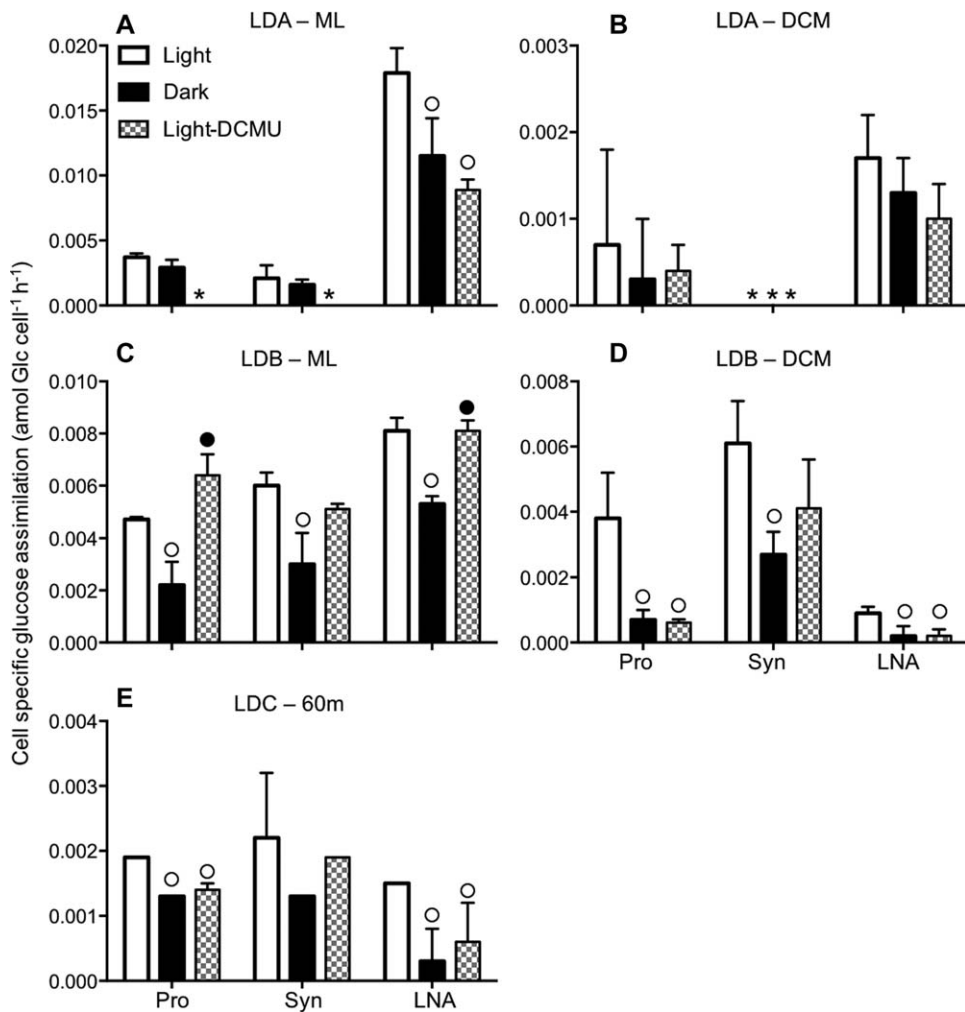 A
LDA – ML
0.020
0.015
0.010
0.005
0.000
Light
Dark
Light-DCMU
*
*
B
LDA – DCM
0.003
0.002
0.001
0.000
* * *
C
LDB – ML
0.010
0.008
0.006
0.004
0.002
0.000
D
LDB – DCM
0.008
0.006
0.004
0.002
0.000
Pro Syn LNA
E
LDC – 60m
0.004
0.003
0.002
0.001
0.000
Pro Syn LNA
Cell specific glucose assimilation (amol Glc cell⁻¹ h⁻¹)